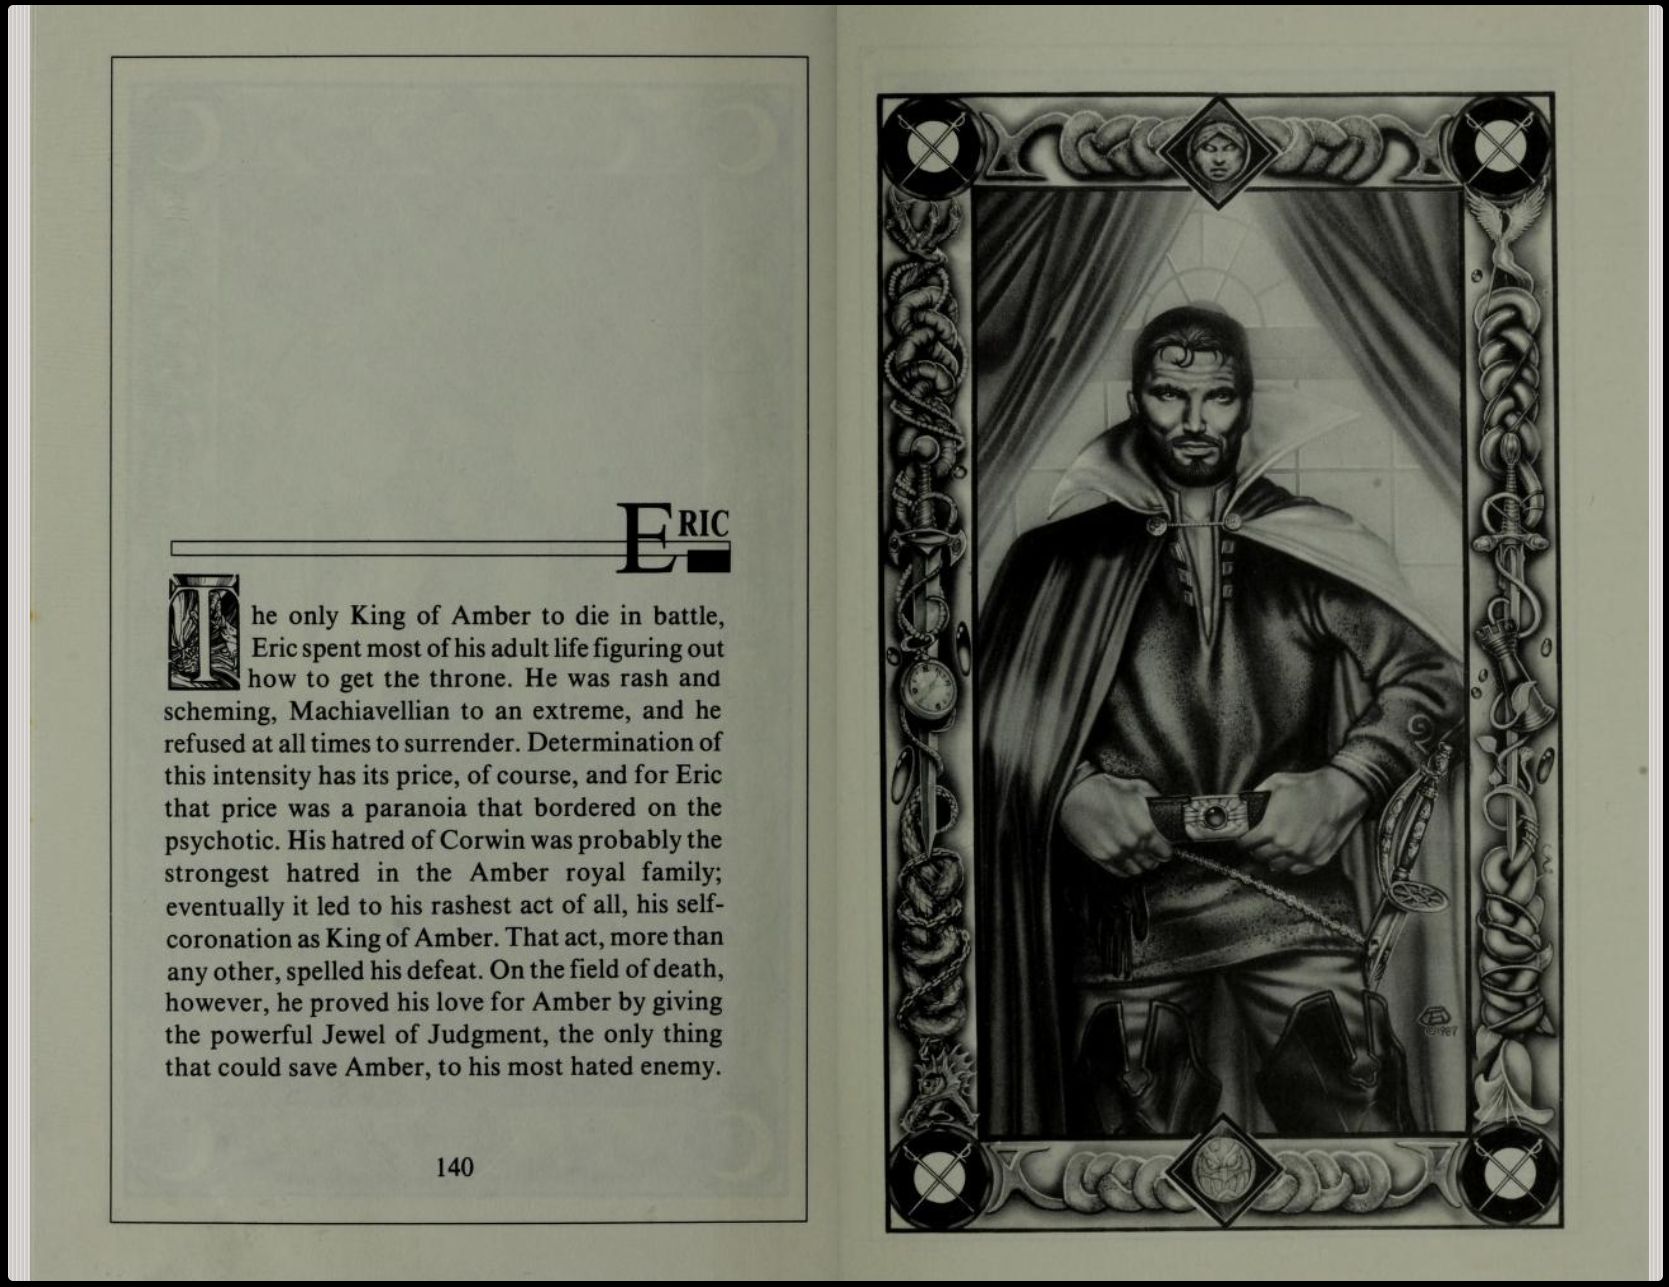 ERIC
The only King of Amber to die in battle,
Eric spent most of his adult life figuring out
how to get the throne. He was rash and
scheming, Machiavellian to an extreme, and he
refused at all times to surrender. Determination of
this intensity has its price, of course, and for Eric
that price was a paranoia that bordered on the
psychotic. His hatred of Corwin was probably the
strongest hatred in the Amber royal family;
eventually it led to his rashest act of all, his self-
coronation as King of Amber. That act, more than
any other, spelled his defeat. On the field of death,
however, he proved his love for Amber by giving
the powerful Jewel of Judgment, the only thing
that could save Amber, to his most hated enemy.
140
©1987